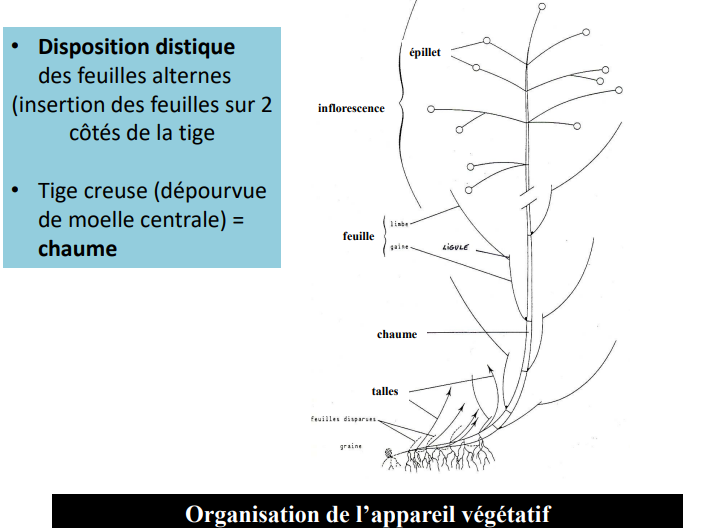 • Disposition distique
des feuilles alternes
(insertion des feuilles sur 2
côtés de la tige
• Tige creuse (dépourvue
de moelle centrale) =
chaume
épillet
inflorescence
limbe
feuille
gaine
LIGULE
chaume
talles
feuilles disparues
graine
Organisation de l'appareil végétatif